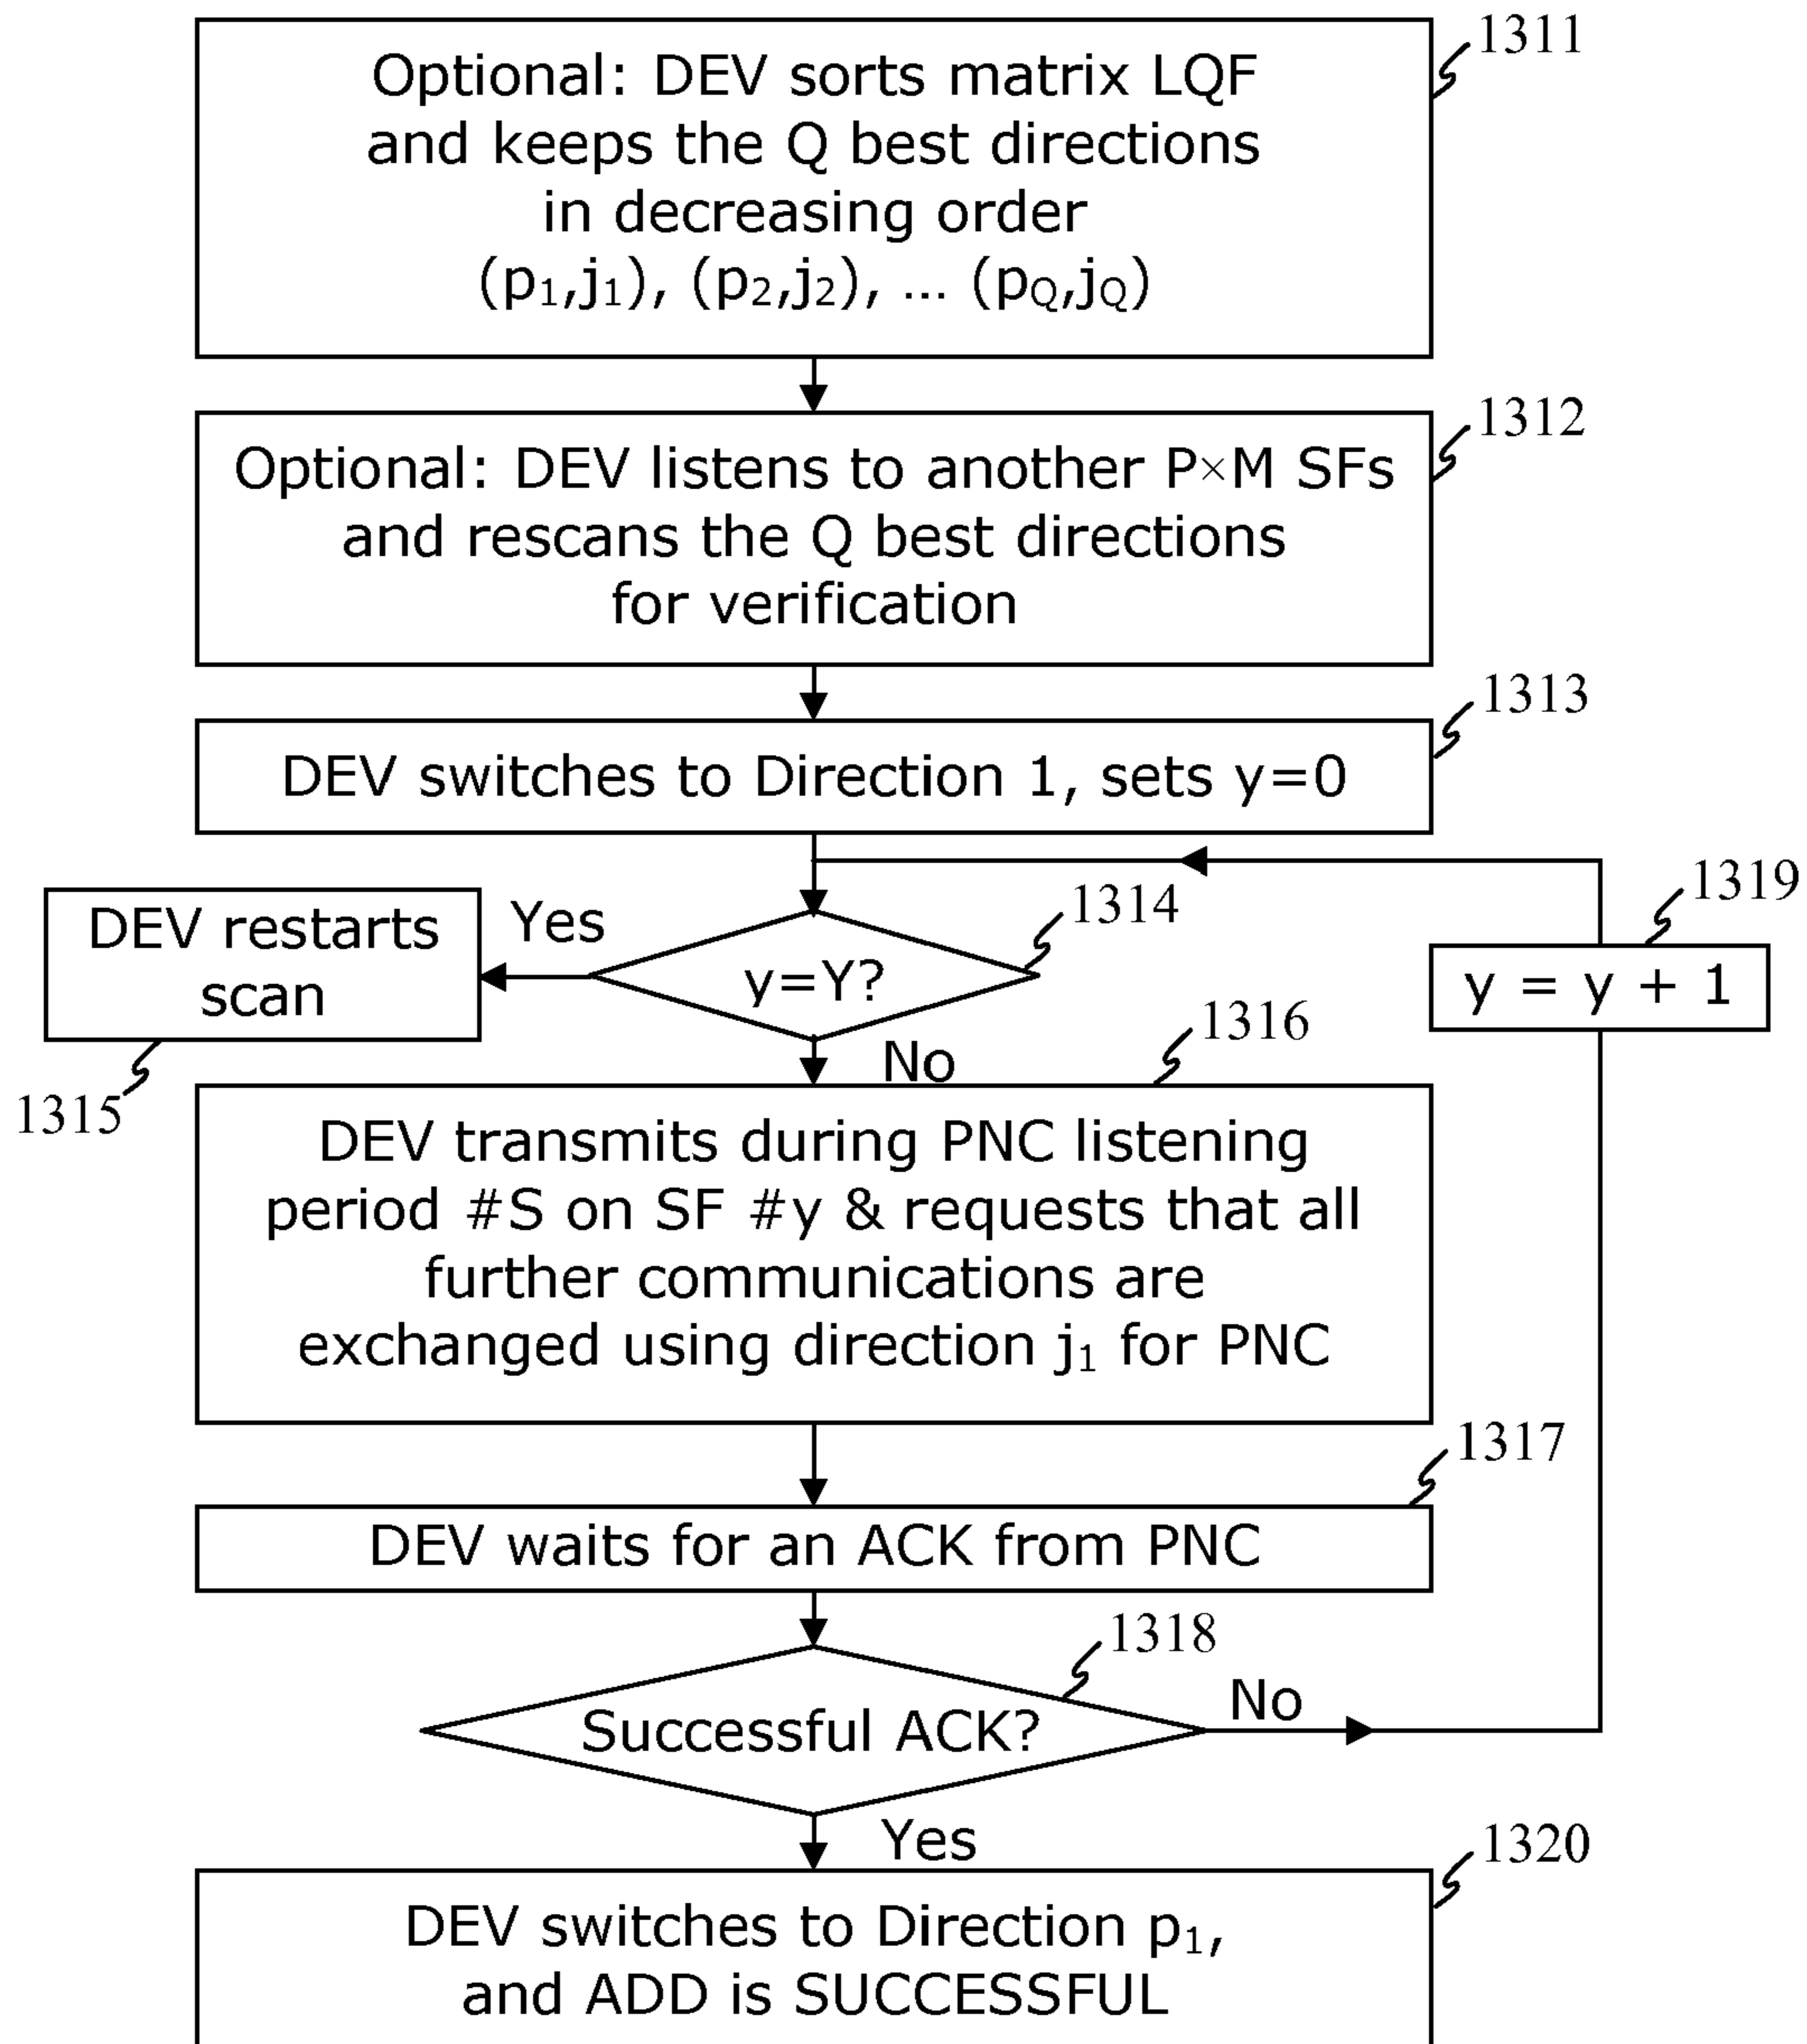 1311
Optional: DEV sorts matrix LQF
and keeps the Q best directions
in decreasing order
(p₁,j₁), (p₂,j₂), ... (p_Q,j_Q)
1312
Optional: DEV listens to another P×M SFs
and rescans the Q best directions
for verification
1313
DEV switches to Direction 1, sets y=0
1319
y = y + 1
1314
y=Y?
Yes
DEV restarts
scan
1315
No
1316
DEV transmits during PNC listening
period #S on SF #y & requests that all
further communications are
exchanged using direction j₁ for PNC
1317
DEV waits for an ACK from PNC
1318
Successful ACK?
No
Yes
1320
DEV switches to Direction p₁,
and ADD is SUCCESSFUL